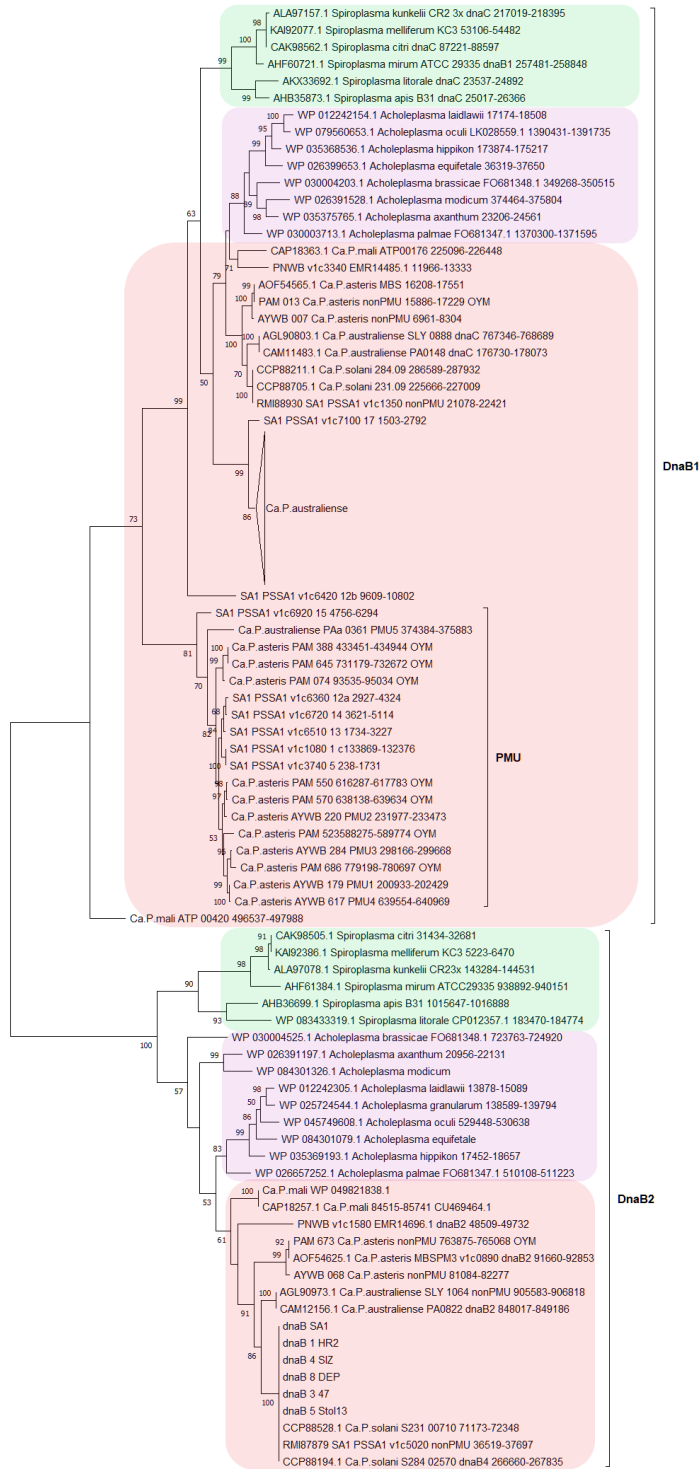 ALA97157.1 Spiroplasma kunkelii CR2 3x dnaC 217019-218395
98
KAI92077.1 Spiroplasma melliferum KC3 53106-54482
100
CAK98562.1 Spiroplasma citri dnaC 87221-88597
99
AHF60721.1 Spiroplasma mirum ATCC 29335 dnaB1 257481-258848
AKX33692.1 Spiroplasma litorale dnaC 23537-24892
99
AHB35873.1 Spiroplasma apis B31 dnaC 25017-26366
100
WP 012242154.1 Acholeplasma laidlawii 17174-18508
95
WP 079560653.1 Acholeplasma oculi LK028559.1 1390431-1391735
99
WP 035368536.1 Acholeplasma hippikon 173874-175217
WP 026399653.1 Acholeplasma equifetale 36319-37650
WP 030004203.1 Acholeplasma brassicae FO681348.1 349268-350515
88
89
WP 026391528.1 Acholeplasma modicum 374464-375804
63
98
WP 035375765.1 Acholeplasma axanthum 23206-24561
WP 030003713.1 Acholeplasma palmae FO681347.1 1370300-1371595
CAP18363.1 Ca.P.mali ATP00176 225096-226448
71
PNWB v1c3340 EMR14485.1 11966-13333
79
99
AOF54565.1 Ca.P.asteris MBS 16208-17551
100
PAM 013 Ca.P.asteris nonPMU 15886-17229 OYM
AYWB 007 Ca.P.asteris nonPMU 6961-8304
100
100
AGL90803.1 Ca.P.australiense SLY 0888 dnaC 767346-768689
CAM11483.1 Ca.P.australiense PA0148 dnaC 176730-178073
70
CCP88211.1 Ca.P.solani 284.09 286589-287932
50
CCP88705.1 Ca.P.solani 231.09 225666-227009
100
RMI88930 SA1 PSSA1 v1c1350 nonPMU 21078-22421
99
SA1 PSSA1 v1c7100 17 1503-2792
DnaB1
99
Ca.P.australiense
86
73
SA1 PSSA1 v1c6420 12b 9609-10802
SA1 PSSA1 v1c6920 15 4756-6294
Ca.P.australiense PAa 0361 PMU5 374384-375883
81
100
Ca.P.asteris PAM 388 433451-434944 OYM
99
Ca.P.asteris PAM 645 731179-732672 OYM
70
Ca.P.asteris PAM 074 93535-95034 OYM
SA1 PSSA1 v1c6360 12a 2927-4324
68
SA1 PSSA1 v1c6720 14 3621-5114
84
82
SA1 PSSA1 v1c6510 13 1734-3227
SA1 PSSA1 v1c1080 1 c133869-132376
PMU
100
SA1 PSSA1 v1c3740 5 238-1731
98
Ca.P.asteris PAM 550 616287-617783 OYM
97
Ca.P.asteris PAM 570 638138-639634 OYM
Ca.P.asteris AYWB 220 PMU2 231977-233473
53
Ca.P.asteris PAM 523588275-589774 OYM
Ca.P.asteris AYWB 284 PMU3 298166-299668
Ca.P.asteris PAM 686 779198-780697 OYM
99
Ca.P.asteris AYWB 179 PMU1 200933-202429
100
Ca.P.asteris AYWB 617 PMU4 639554-640969
Ca.P.mali ATP 00420 496537-497988
91
CAK98505.1 Spiroplasma citri 31434-32681
98
KAI92386.1 Spiroplasma melliferum KC3 5223-6470
98
ALA97078.1 Spiroplasma kunkelii CR23x 143284-144531
90
AHF61384.1 Spiroplasma mirum ATCC29335 938892-940151
AHB36699.1 Spiroplasma apis B31 1015647-1016888
93
WP 083433319.1 Spiroplasma litorale CP012357.1 183470-184774
100
WP 030004525.1 Acholeplasma brassicae FO681348.1 723763-724920
99
WP 026391197.1 Acholeplasma axanthum 20956-22131
WP 084301326.1 Acholeplasma modicum
57
98
WP 012242305.1 Acholeplasma laidlawii 13878-15089
50
WP 025724544.1 Acholeplasma granularum 138589-139794
86
WP 045749608.1 Acholeplasma oculi 529448-530638
99
WP 084301079.1 Acholeplasma equifetale
83
WP 035369193.1 Acholeplasma hippikon 17452-18657
WP 026657252.1 Acholeplasma palmae FO681347.1 510108-511223
53
Ca.P.mali WP 049821838.1
100
CAP18257.1 Ca.P.mali 84515-85741 CU469464.1
DnaB2
PNWB v1c1580 EMR14696.1 dnaB2 48509-49732
61
92
PAM 673 Ca.P.asteris nonPMU 763875-765068 OYM
99
AOF54625.1 Ca.P.asteris MBSPM3 v1c0890 dnaB2 91660-92853
AYWB 068 Ca.P.asteris nonPMU 81084-82277
100
AGL90973.1 Ca.P.australiense SLY 1064 nonPMU 905583-906818
91
CAM12156.1 Ca.P.australiense PA0822 dnaB2 848017-849186
dnaB SA1
dnaB 1 HR2
86
dnaB 4 SIZ
dnaB 8 DEP
dnaB 3 47
100
dnaB 5 Stol13
CCP88528.1 Ca.P.solani S231 00710 71173-72348
RMI87879 SA1 PSSA1 v1c5020 nonPMU 36519-37697
CCP88194.1 Ca.P.solani S284 02570 dnaB4 266660-267835